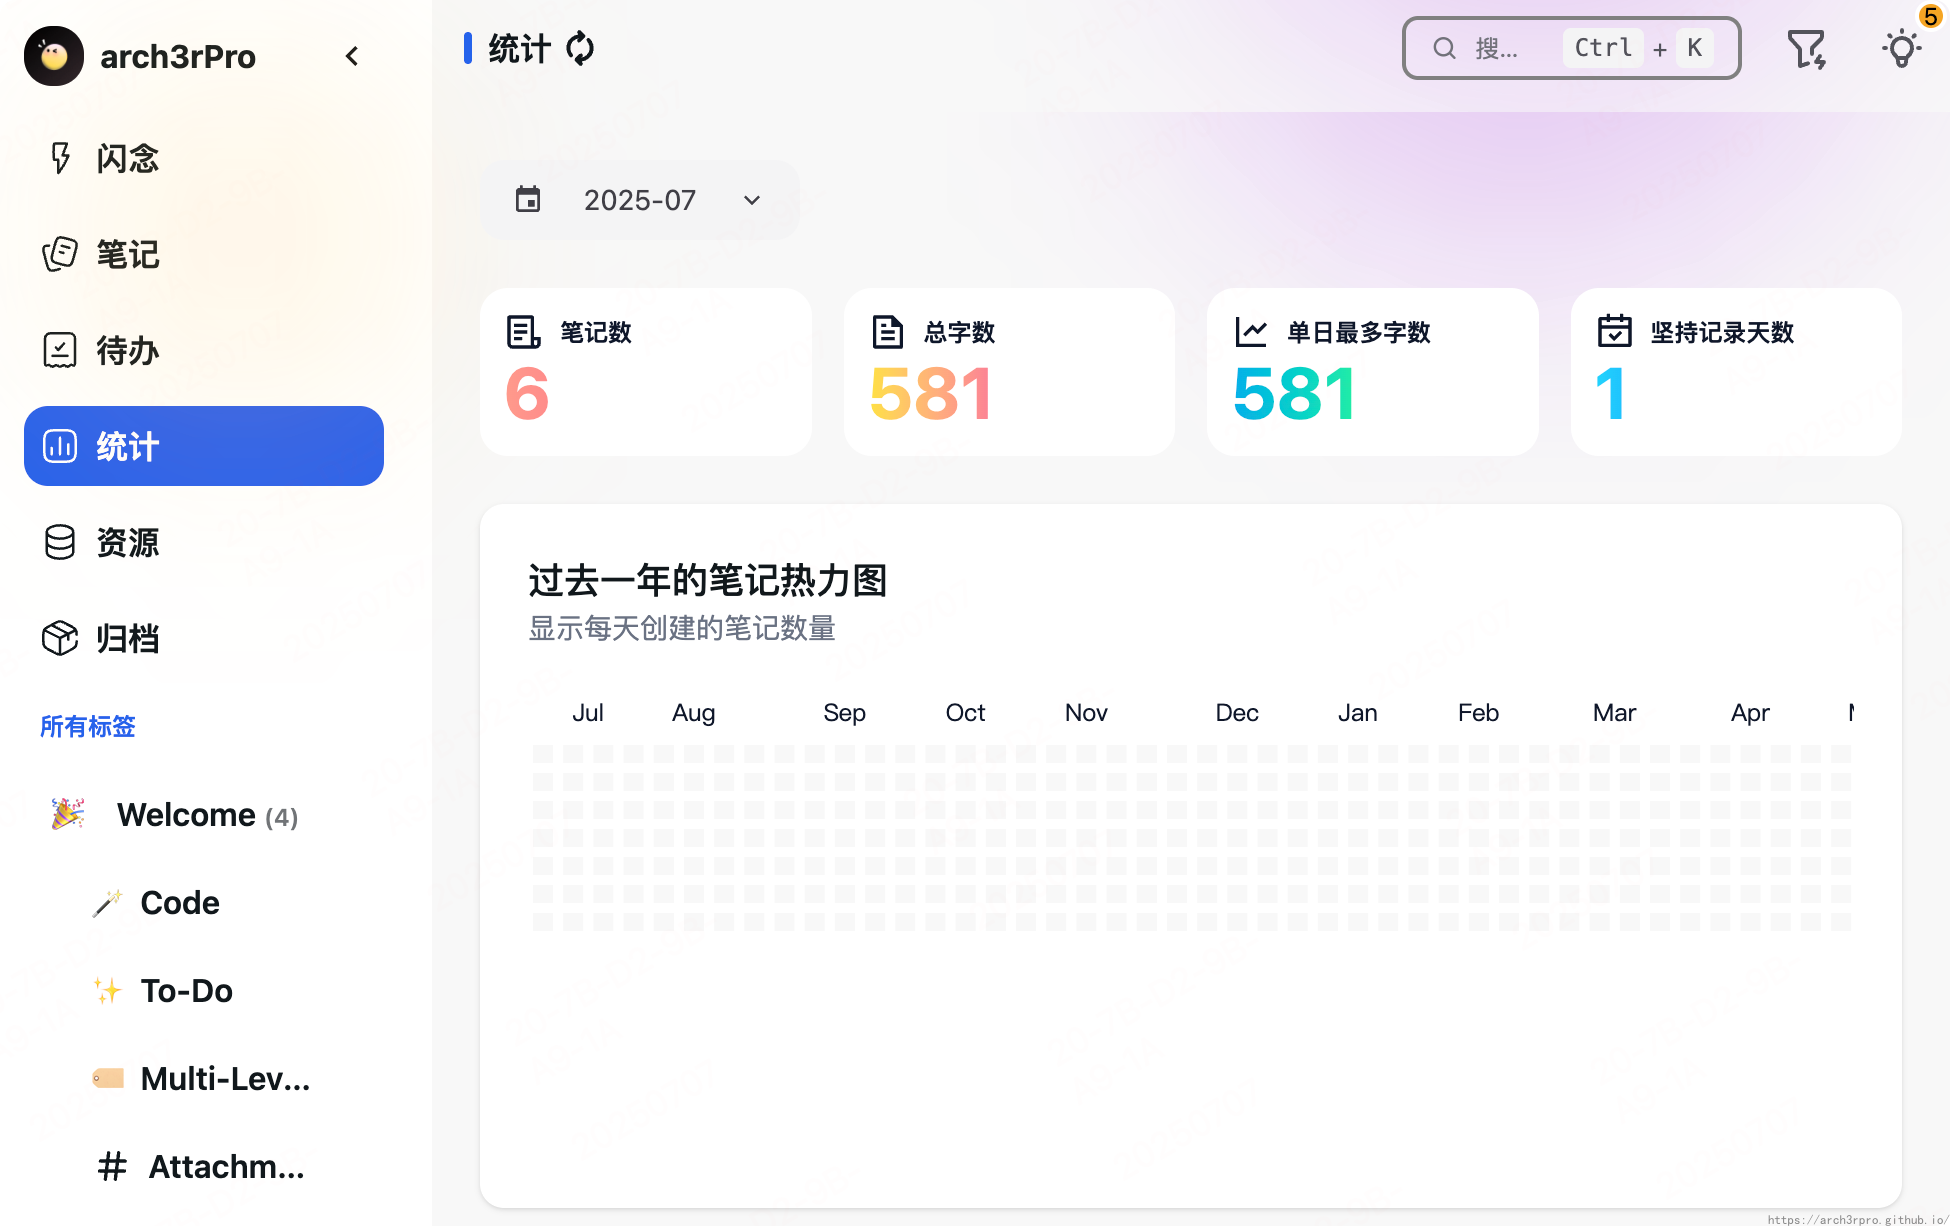 arch3rPro
闪念
笔记
待办
统计
资源
归档
所有标签
Welcome (4)
Code
To-Do
Multi-Lev...
Attachm...
统计
搜... Ctrl + K
5
2025-07
笔记数
6
总字数
581
单日最多字数
581
坚持记录天数
1
过去一年的笔记热力图
显示每天创建的笔记数量
Jul Aug Sep Oct Nov Dec Jan Feb Mar Apr
https://arch3rpro.github.io/